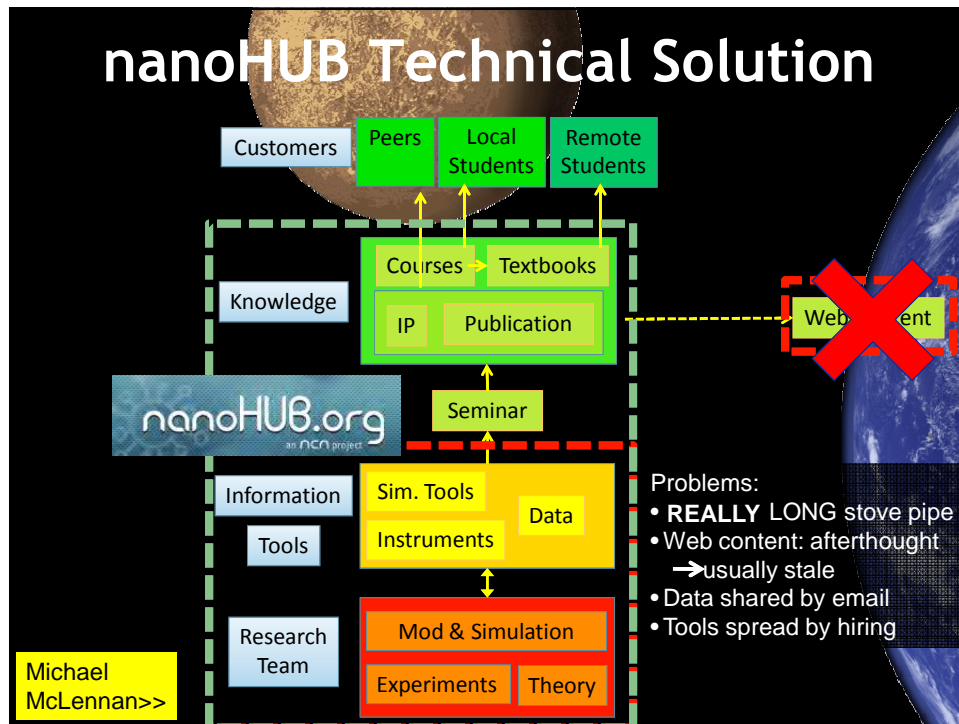 nanoHUB Technical Solution
Customers
Peers
Local
Students
Remote
Students
Knowledge
Courses
Textbooks
IP
Publication
Web
ent
nanoHUB.org
an ncn project
Seminar
Information
Tools
Sim. Tools
Instruments
Data
Research
Team
Mod & Simulation
Experiments
Theory
Problems:
• REALLY LONG stove pipe
• Web content: afterthought
→usually stale
• Data shared by email
• Tools spread by hiring
Michael
McLennan>>